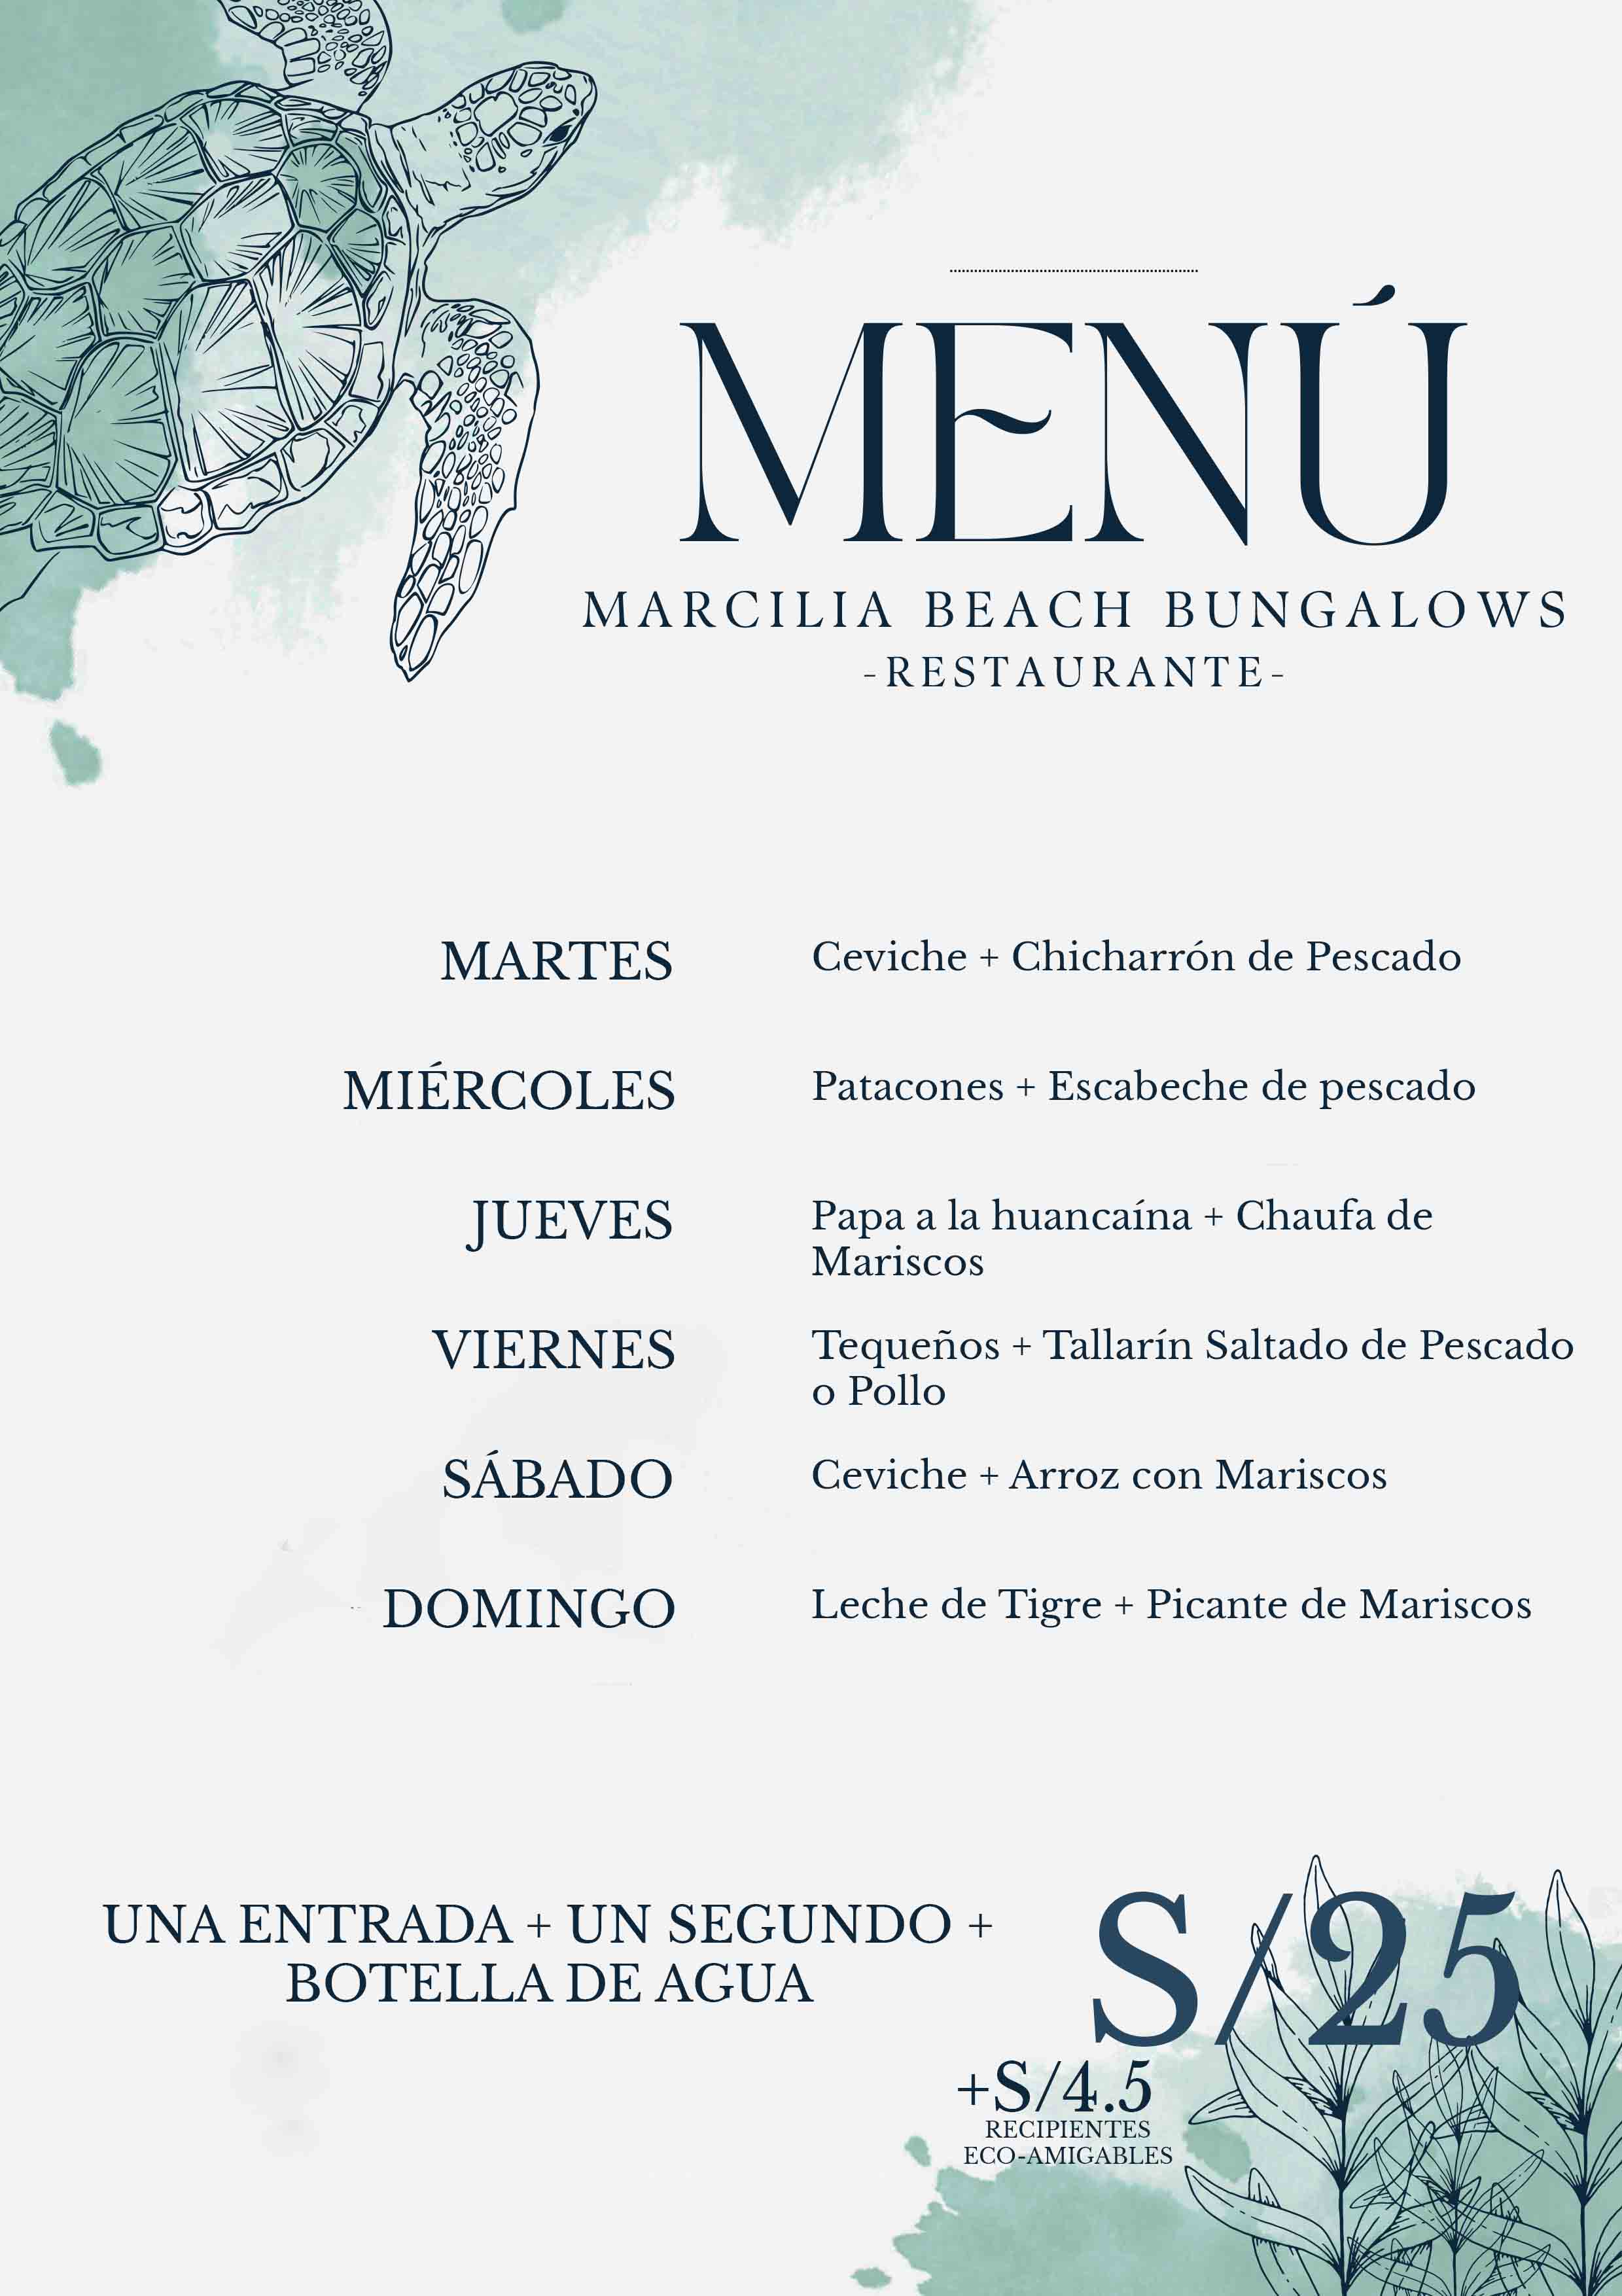 MENÚ
MARCILIA BEACH BUNGALOWS
-RESTAURANTE-
MARTES
Ceviche + Chicharrón de Pescado
MIÉRCOLES
Patacones + Escabeche de pescado
JUEVES
Papa a la huancaína + Chaufa de
Mariscos
VIERNES
Tequeños + Tallarín Saltado de Pescado
o Pollo
SÁBADO
Ceviche + Arroz con Mariscos
DOMINGO
Leche de Tigre + Picante de Mariscos
UNA ENTRADA + UN SEGUNDO +
BOTELLA DE AGUA
S/25
+S/4.5
RECIPIENTES
ECO-AMIGABLES